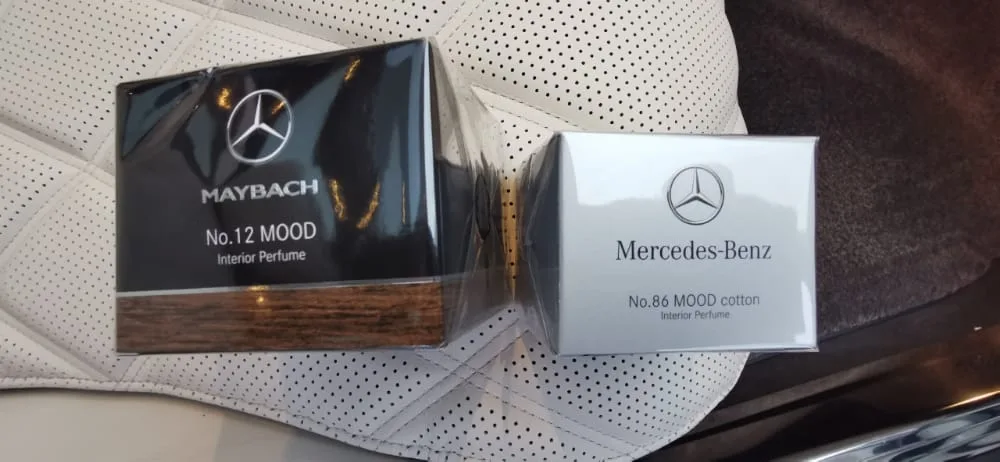 MAYBACH
No.12 MOOD
Interior Perfume
Mercedes-Benz
No.86 MOOD cotton
Interior Perfume